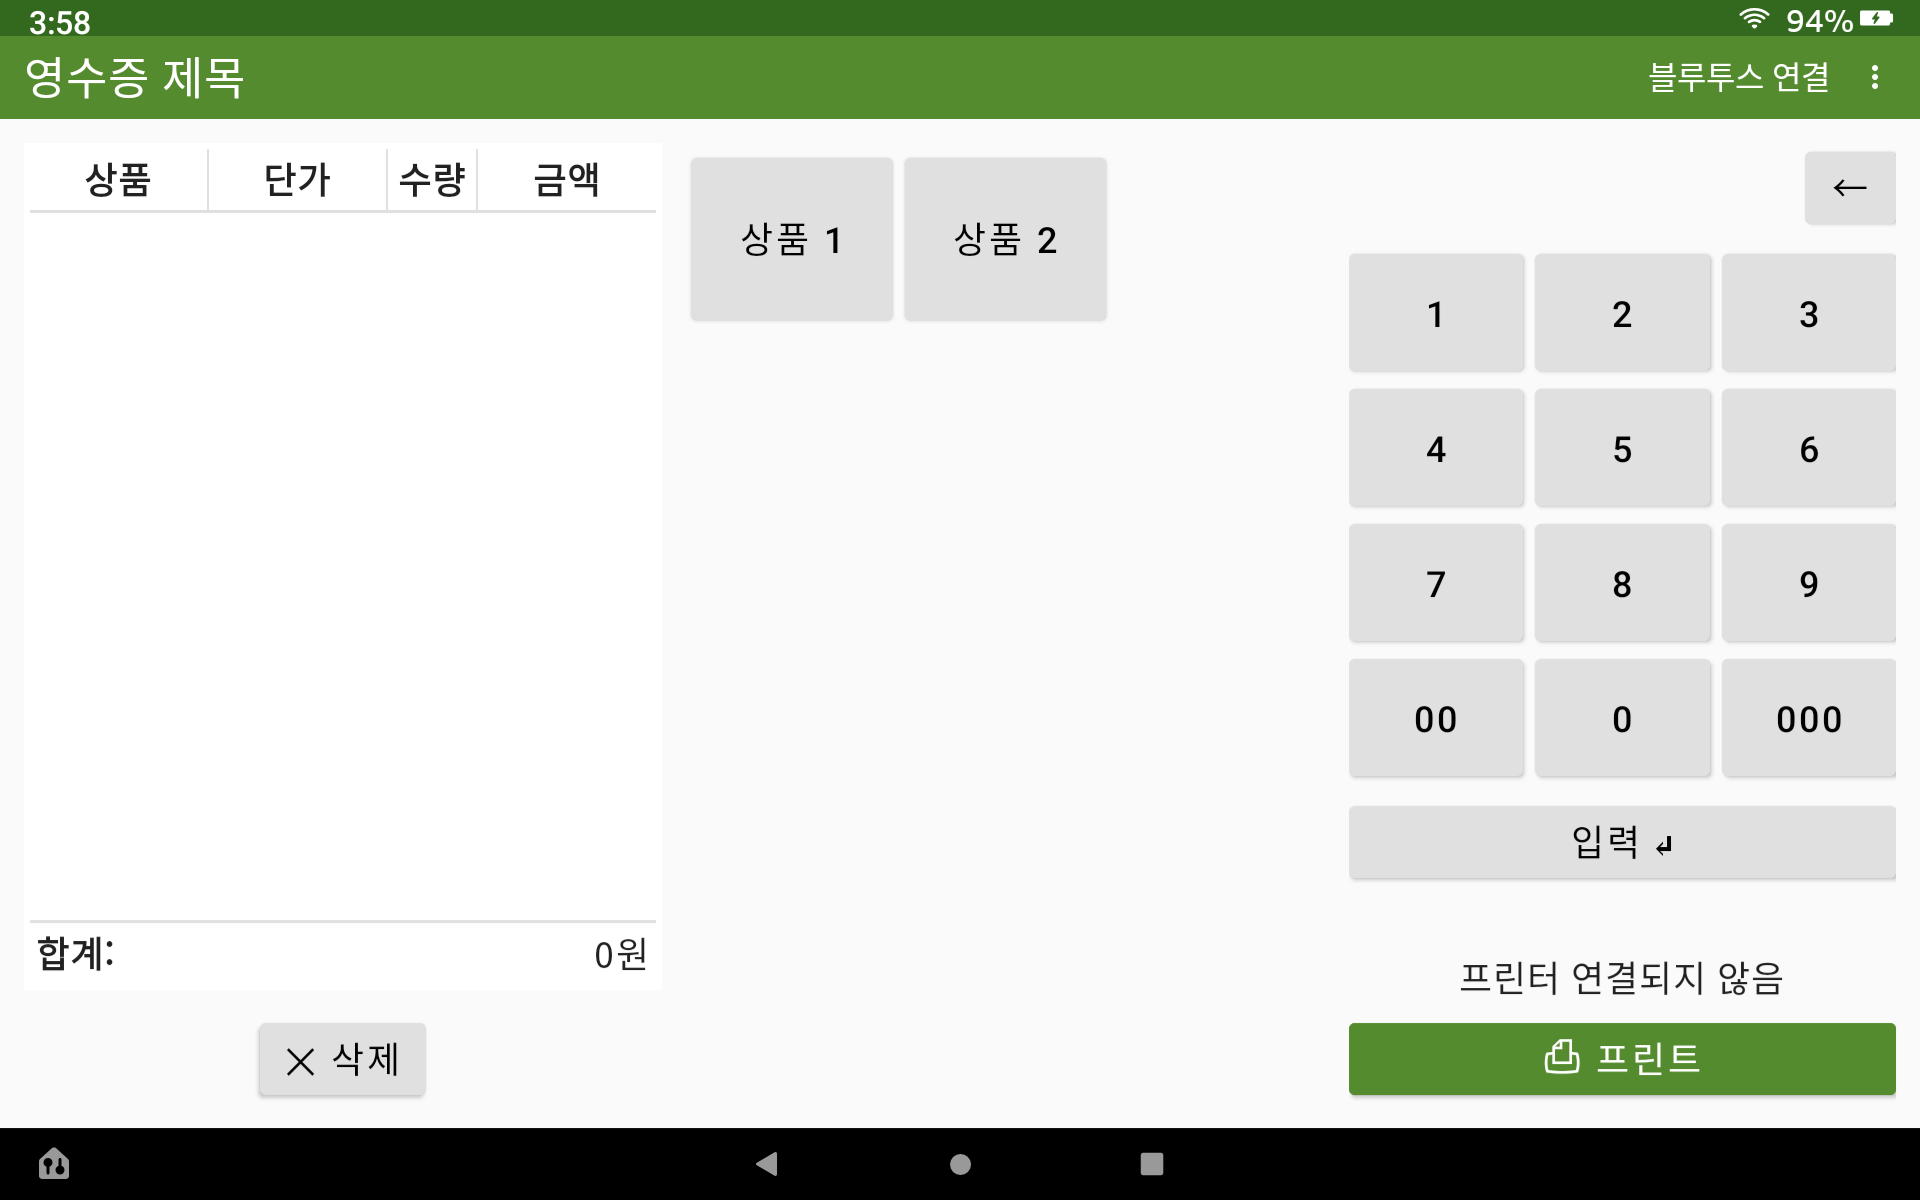 3:58
94%
영수증 제목
블루투스 연결
상품 단가 수량 금액
상품 1
상품 2
←
1 2 3
4 5 6
7 8 9
00 0 000
입력 ↲
합계: 0원
프린터 연결되지 않음
삭제
프린트